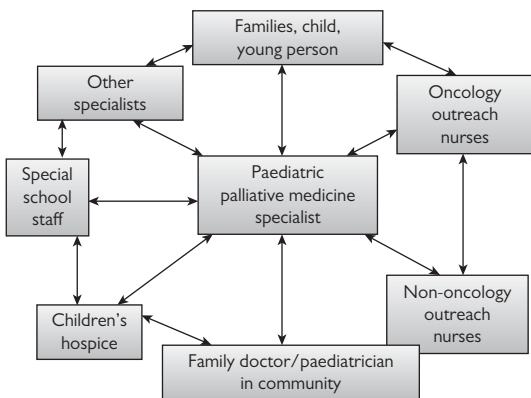 Families, child,
young person
Other
specialists
Oncology
outreach
nurses
Special
school
staff
Paediatric
palliative medicine
specialist
Children's
hospice
Non-oncology
outreach
nurses
Family doctor/paediatrician
in community